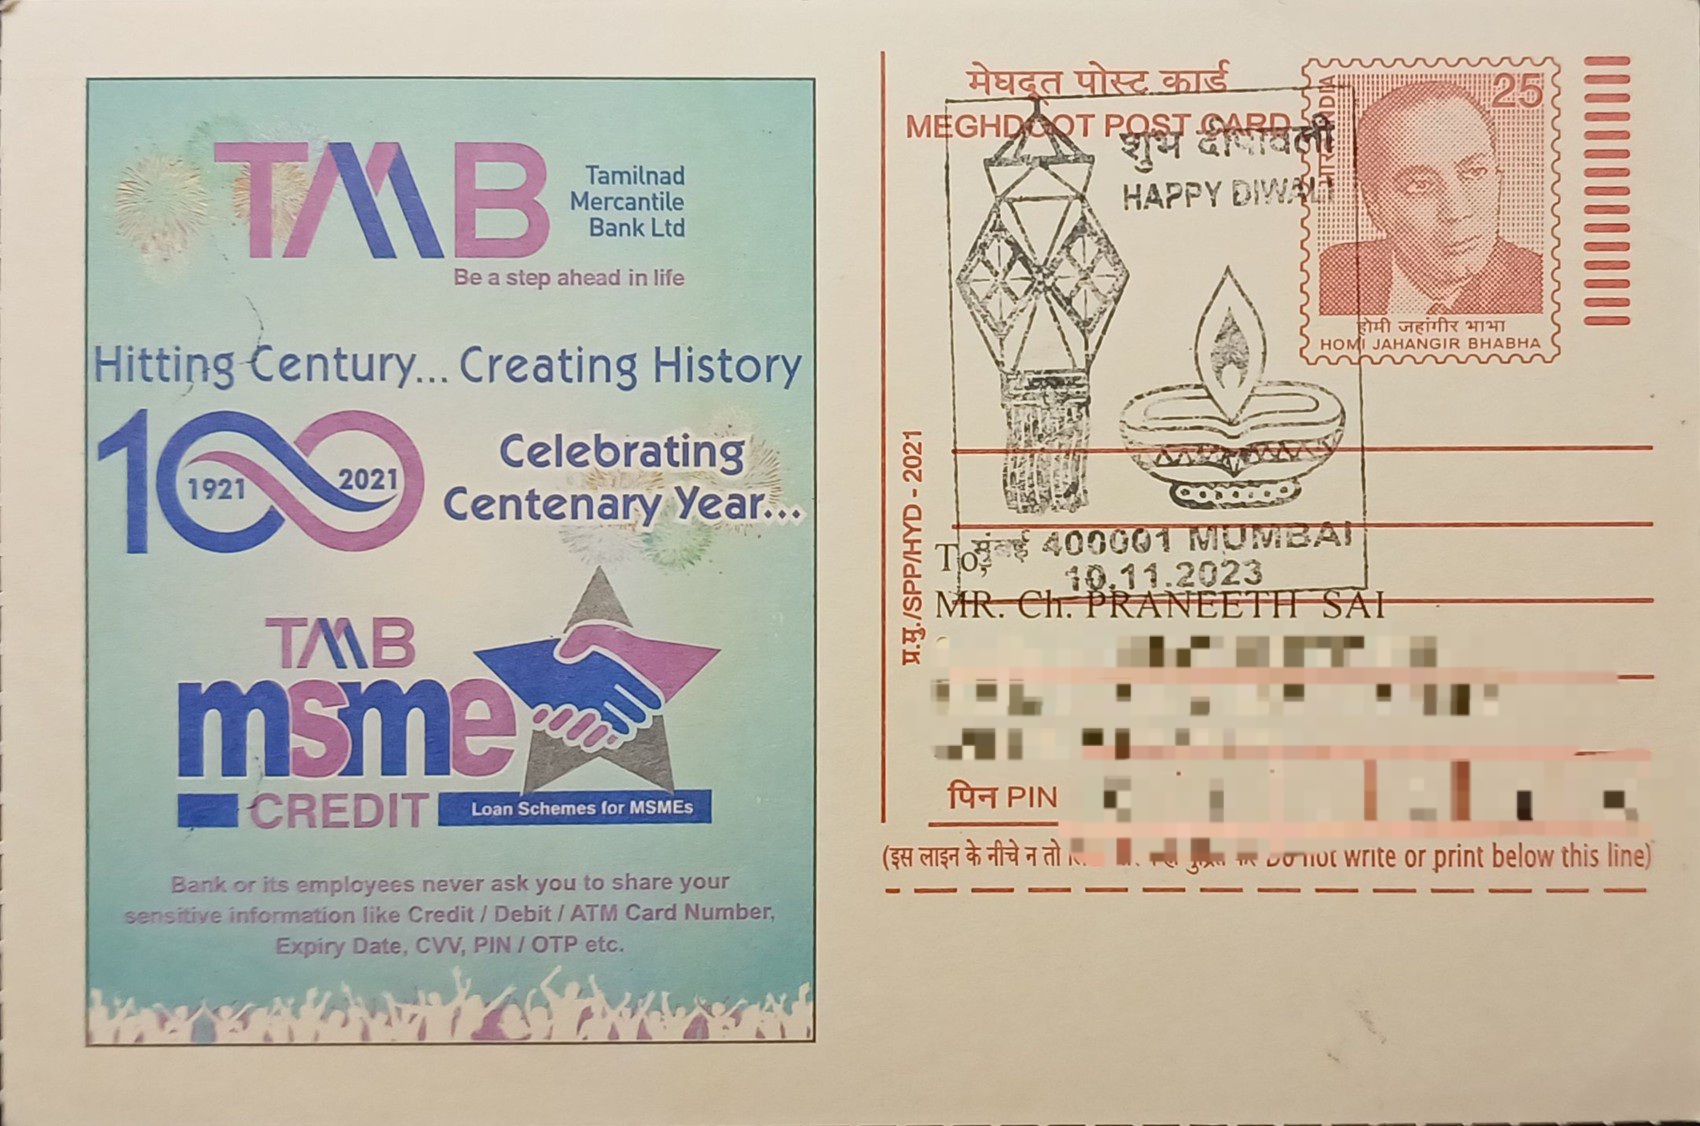 TMB
Tamilnad
Mercantile
Bank Ltd
Be a step ahead in life
Hitting Century... Creating History
100
1921
2021
Celebrating
Centenary Year...
TMB
msme
CREDIT
Loan Schemes for MSMEs
Bank or its employees never ask you to share your
sensitive information like Credit / Debit / ATM Card Number,
Expiry Date, CVV, PIN / OTP etc.
मेघदूत पोस्ट कार्ड
MEGHDOOT POST CARD
शुभ दीपावली
HAPPY DIWALI
भारत INDIA
25
होमी जहांगीर भाभा
HOMI JAHANGIR BHABHA
प्र.मु./SPP/HYD - 2021
मुंबई 400001 MUMBAI
10.11.2023
To,
MR. Ch. PRANEETH SAI
पिन PIN
(इस लाइन के नीचे न तो
Do not write or print below this line)